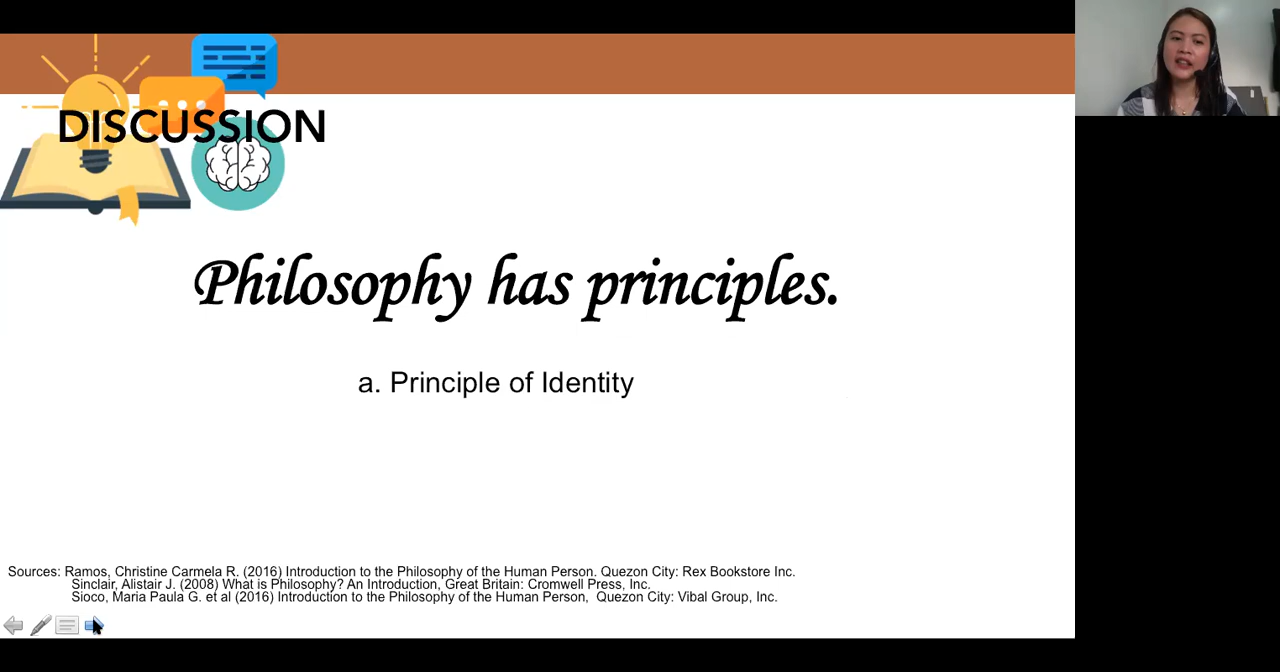 DISCUSSION
Philosophy has principles.
a. Principle of Identity
Sources: Ramos, Christine Carmela R. (2016) Introduction to the Philosophy of the Human Person. Quezon City: Rex Bookstore Inc.
Sinclair, Alistair J. (2008) What is Philosophy? An Introduction, Great Britain: Cromwell Press, Inc.
Sioco, Maria Paula G. et al (2016) Introduction to the Philosophy of the Human Person, Quezon City: Vibal Group, Inc.